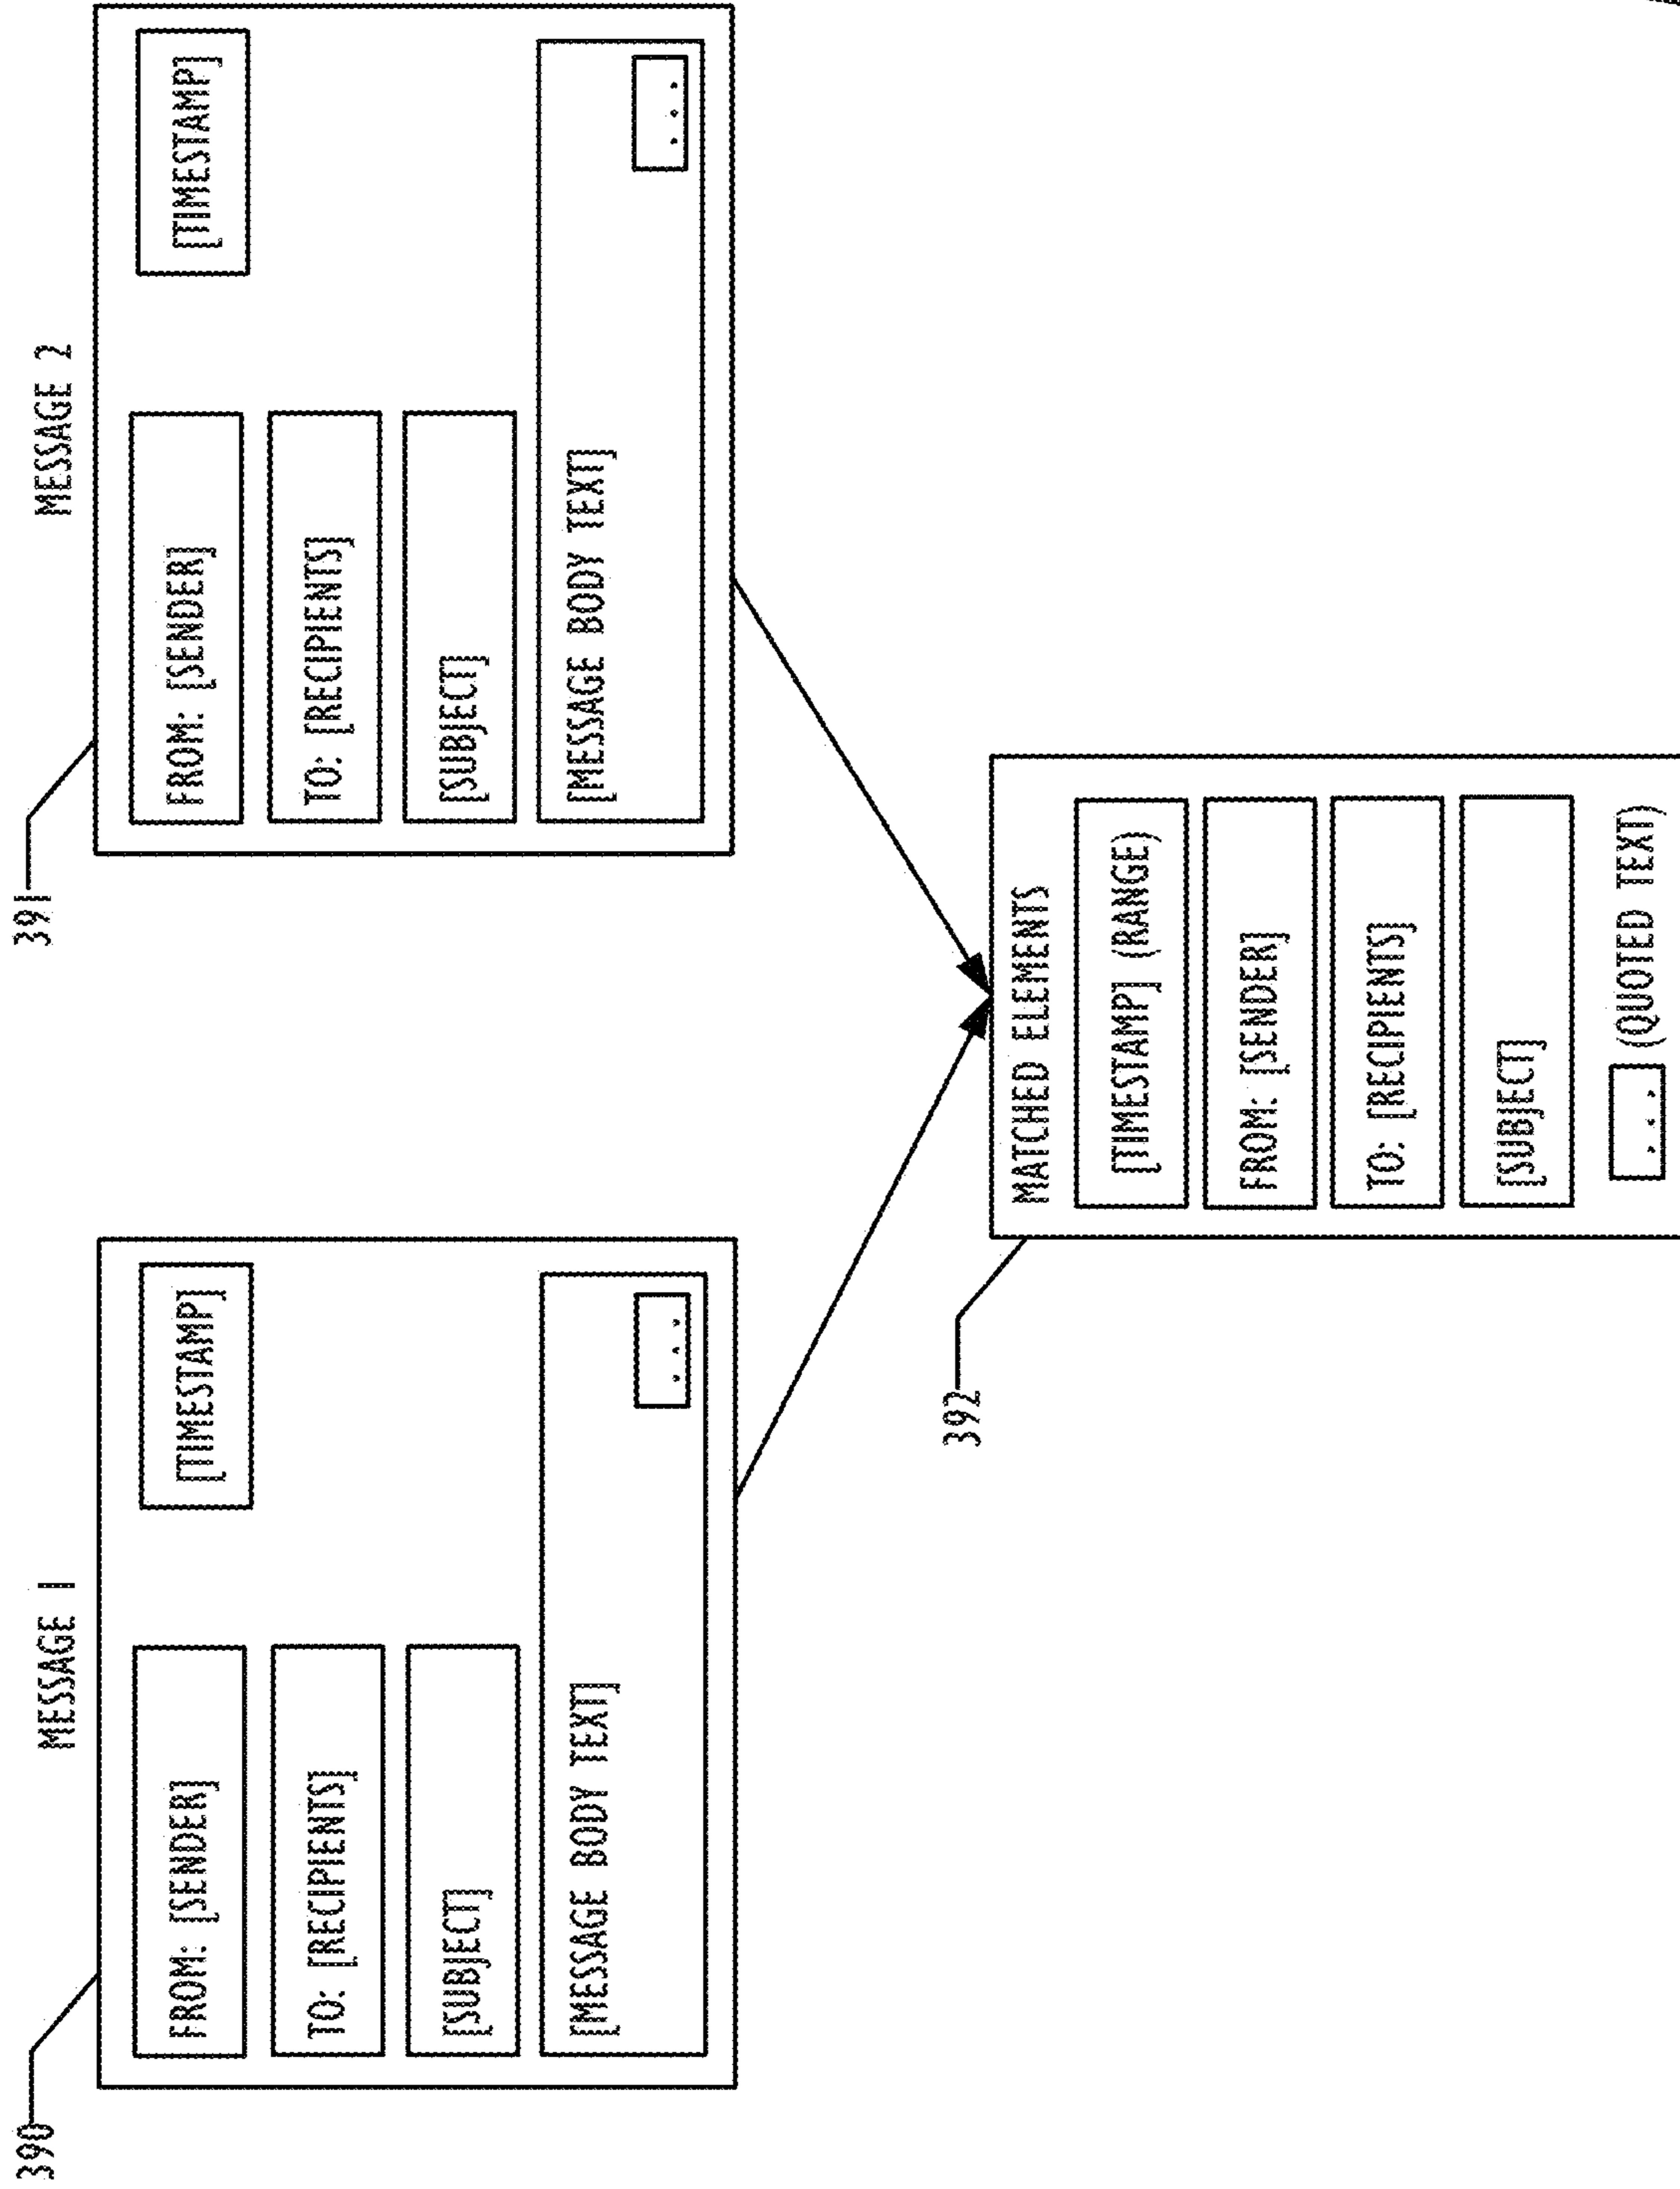 MESSAGE 1
390
FROM: [SENDER]
[TIMESTAMP]
TO: [RECIPIENTS]
[SUBJECT]
[MESSAGE BODY TEXT]
...
MESSAGE 2
391
FROM: [SENDER]
[TIMESTAMP]
TO: [RECIPIENTS]
[SUBJECT]
[MESSAGE BODY TEXT]
...
392
MATCHED ELEMENTS
[TIMESTAMP] (RANGE)
FROM: [SENDER]
TO: [RECIPIENTS]
[SUBJECT]
... (QUOTED TEXT)